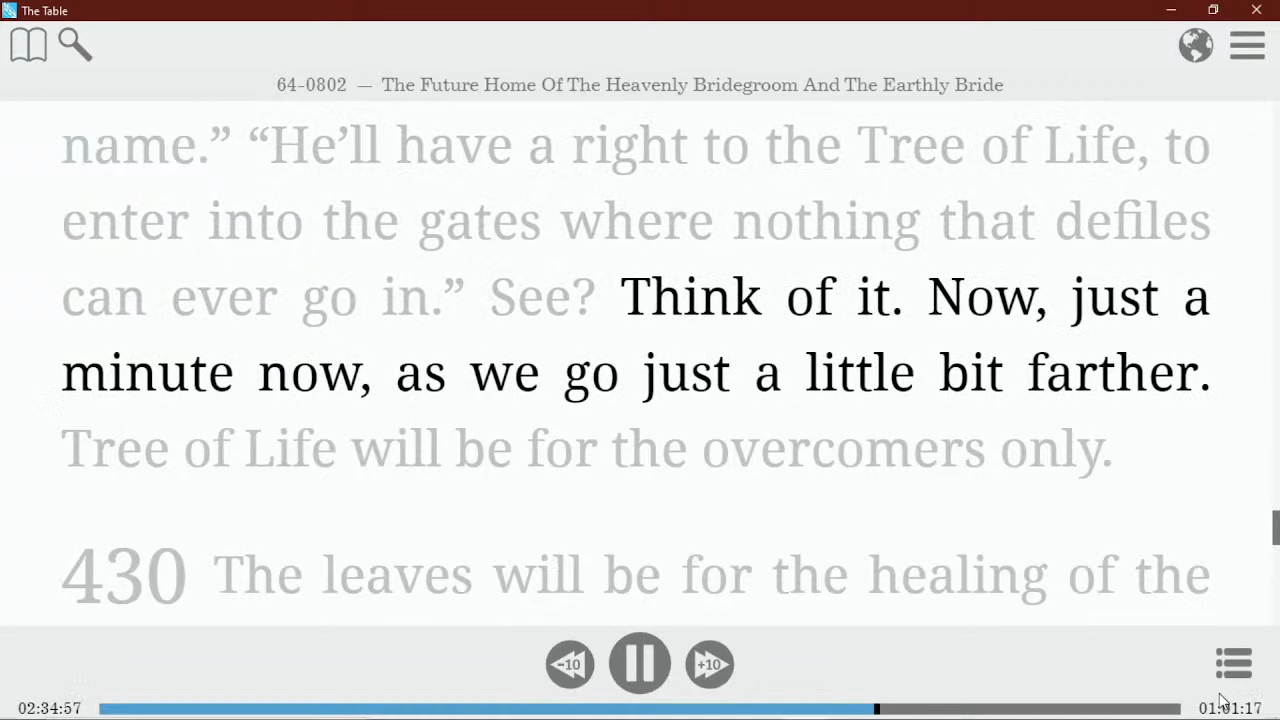 The Table
64-0802 — The Future Home Of The Heavenly Bridegroom And The Earthly Bride
name.” “He’ll have a right to the Tree of Life, to
enter into the gates where nothing that defiles
can ever go in.” See? Think of it. Now, just a
minute now, as we go just a little bit farther.
Tree of Life will be for the overcomers only.
430 The leaves will be for the healing of the
-10 +10
02:34:57 01:01:17